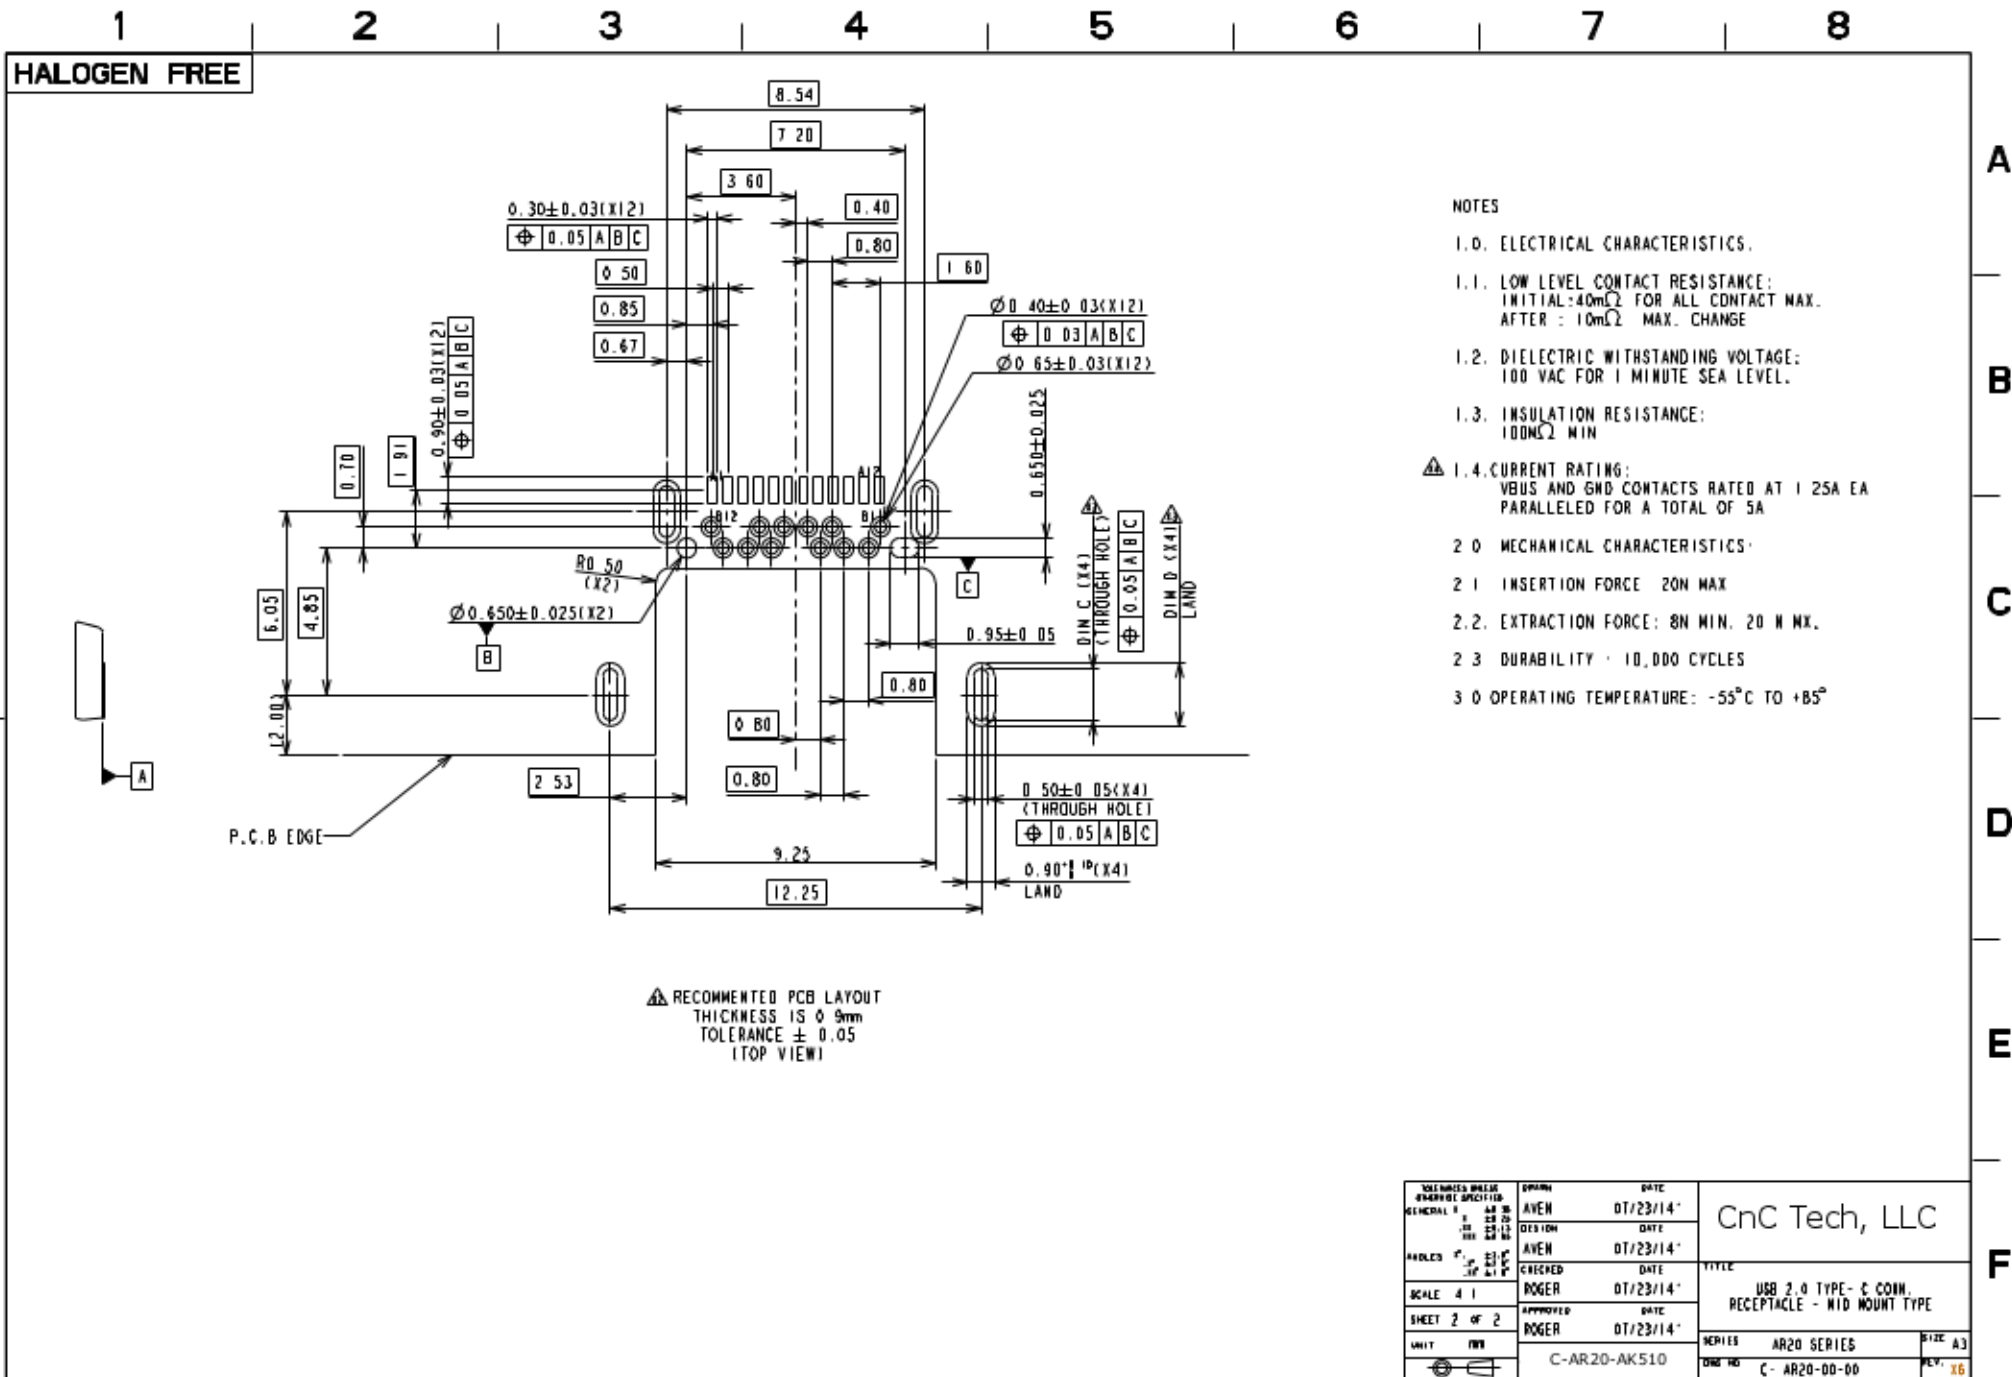 1 2 3 4 5 6 7 8
HALOGEN FREE
A
B
C
D
E
F
8.54
7 20
3 60
0.40
0.30±0.03(X12)
0.05 A B C
0.80
0 50
1 60
0.85
Ø0 40±0 03(X12)
0 03 A B C
0.67
Ø0 65±0.03(X12)
0.90±0.03(X12)
0 05 A B C
0.650±0.025
1 91
0.70
A12
B12
R0 50
(X2)
C
DIM C (X4)
(THROUGH HOLE)
0.05 A B C
DIM D (X4)
LAND
6.05
4.85
Ø0.650±0.025(X2)
B
0.95±0 05
0.80
0 80
(2.00)
A
2 53
0.80
0 50±0 05(X4)
(THROUGH HOLE)
0.05 A B C
P.C.B EDGE
9.25
LAND
12.25
RECOMMENTED PCB LAYOUT
THICKNESS IS 0 9mm
TOLERANCE ± 0.05
(TOP VIEW)
NOTES
1.0. ELECTRICAL CHARACTERISTICS.
1.1. LOW LEVEL CONTACT RESISTANCE:
INITIAL:40mΩ FOR ALL CONTACT MAX.
AFTER : 10mΩ MAX. CHANGE
1.2. DIELECTRIC WITHSTANDING VOLTAGE:
100 VAC FOR 1 MINUTE SEA LEVEL.
1.3. INSULATION RESISTANCE:
100MΩ MIN
1.4.CURRENT RATING:
VBUS AND GND CONTACTS RATED AT 1 25A EA
PARALLELED FOR A TOTAL OF 5A
2 0 MECHANICAL CHARACTERISTICS
2 1 INSERTION FORCE 20N MAX
2.2. EXTRACTION FORCE: 8N MIN. 20 N MX.
2 3 DURABILITY : 10,000 CYCLES
3 0 OPERATING TEMPERATURE: -55°C TO +85°
TOLERANCES UNLESS
OTHERWISE SPECIFIED
GENERAL
ANGLES
SCALE 4 1
SHEET 2 OF 2
UNIT mm
DRAWN DATE
AVEN 07/23/14'
DESIGN DATE
AVEN 07/23/14'
CHECKED DATE
ROGER 07/23/14'
APPROVED DATE
ROGER 07/23/14'
C-AR20-AK510
CnC Tech, LLC
TITLE
USB 2.0 TYPE- C CONN.
RECEPTACLE - MID MOUNT TYPE
SERIES AR20 SERIES
SIZE A3
DWG NO C- AR20-00-00
REV. X6